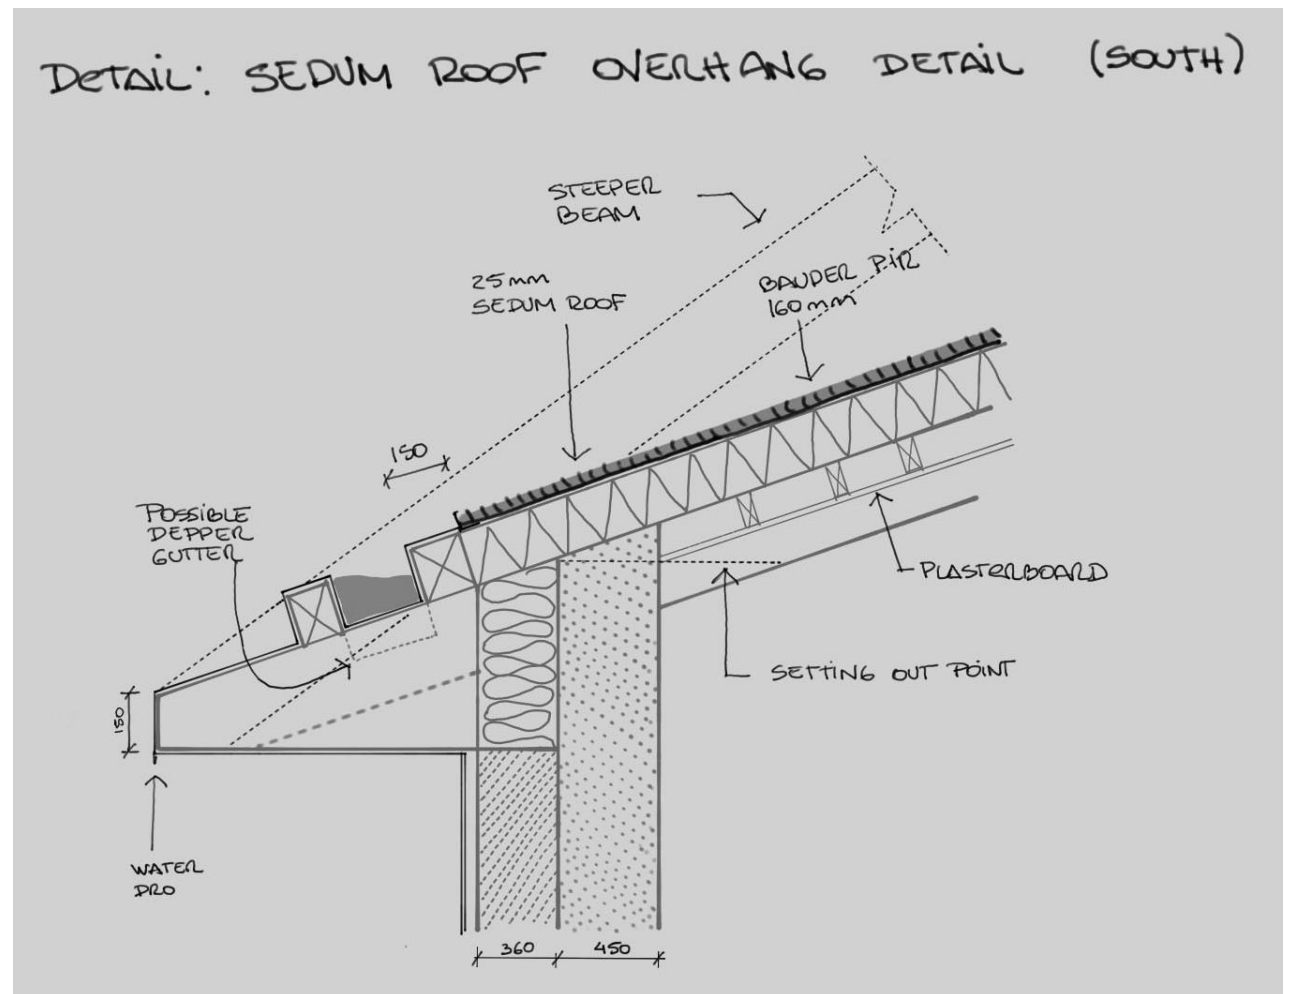 DETAIL: SEDUM ROOF OVERHANG DETAIL (SOUTH)
STEEPER
BEAM
25mm
SEDUM ROOF
BAUDER PIR
160mm
150
POSSIBLE
DEPPER
GUTTER
PLASTERBOARD
SETTING OUT POINT
150
WATER
DRO
360 450